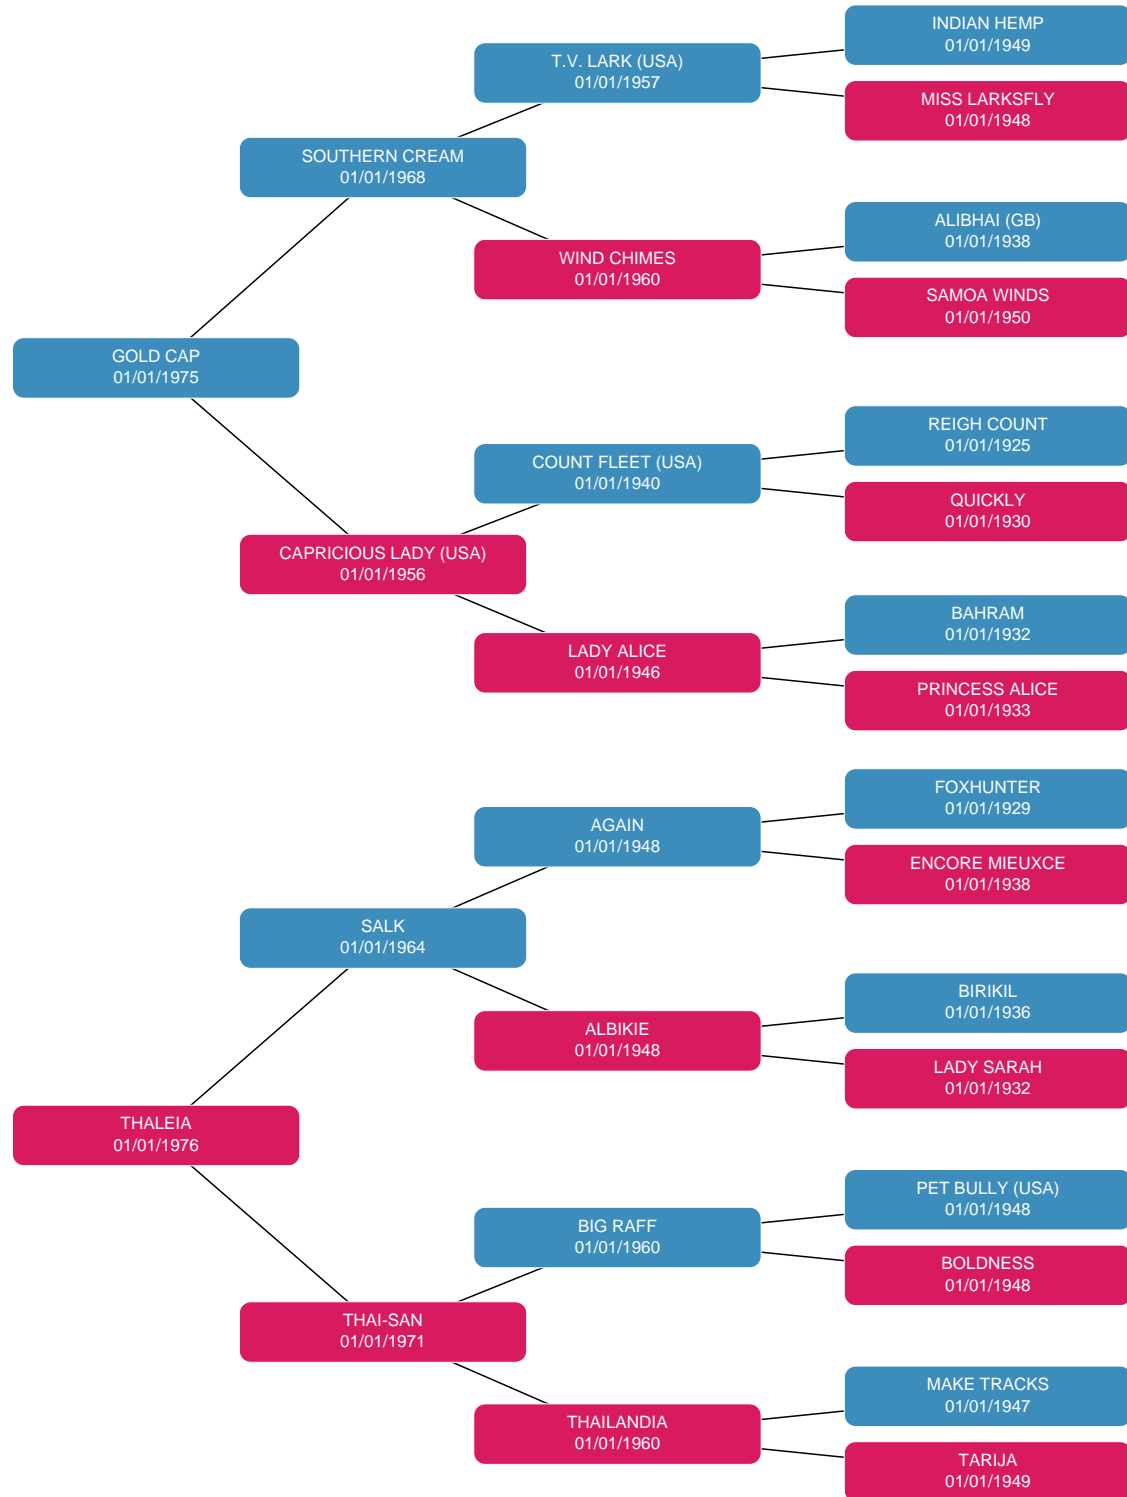 INDIAN HEMP
01/01/1949
T.V. LARK (USA)
01/01/1957
MISS LARKSFLY
01/01/1948
SOUTHERN CREAM
01/01/1968
ALIBHAI (GB)
01/01/1938
WIND CHIMES
01/01/1960
SAMOA WINDS
01/01/1950
GOLD CAP
01/01/1975
REIGH COUNT
01/01/1925
COUNT FLEET (USA)
01/01/1940
QUICKLY
01/01/1930
CAPRICIOUS LADY (USA)
01/01/1956
BAHRAM
01/01/1932
LADY ALICE
01/01/1946
PRINCESS ALICE
01/01/1933
FOXHUNTER
01/01/1929
AGAIN
01/01/1948
ENCORE MIEUXCE
01/01/1938
SALK
01/01/1964
BIRIKIL
01/01/1936
ALBIKIE
01/01/1948
LADY SARAH
01/01/1932
THALEIA
01/01/1976
PET BULLY (USA)
01/01/1948
BIG RAFF
01/01/1960
BOLDNESS
01/01/1948
THAI-SAN
01/01/1971
MAKE TRACKS
01/01/1947
THAILANDIA
01/01/1960
TARIJA
01/01/1949